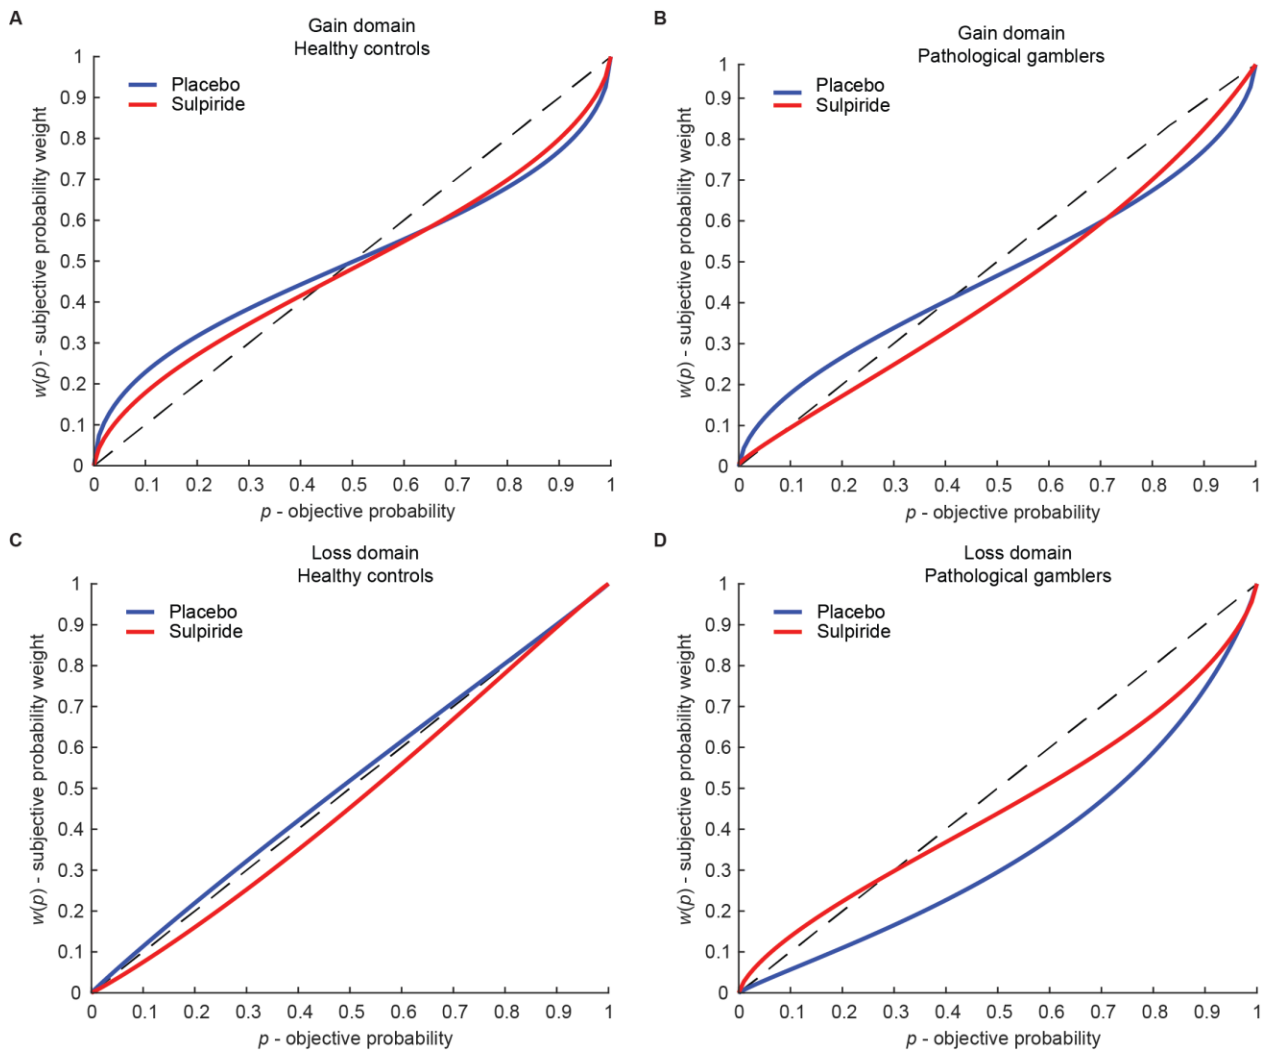 A
Gain domain
Healthy controls
Placebo
Sulpiride
1
0.9
0.8
0.7
0.6
0.5
0.4
0.3
0.2
0.1
0
w(p) - subjective probability weight
0 0.1 0.2 0.3 0.4 0.5 0.6 0.7 0.8 0.9 1
p - objective probability
B
Gain domain
Pathological gamblers
Placebo
Sulpiride
1
0.9
0.8
0.7
0.6
0.5
0.4
0.3
0.2
0.1
0
w(p) - subjective probability weight
0 0.1 0.2 0.3 0.4 0.5 0.6 0.7 0.8 0.9 1
p - objective probability
C
Loss domain
Healthy controls
Placebo
Sulpiride
1
0.9
0.8
0.7
0.6
0.5
0.4
0.3
0.2
0.1
0
w(p) - subjective probability weight
0 0.1 0.2 0.3 0.4 0.5 0.6 0.7 0.8 0.9 1
p - objective probability
D
Loss domain
Pathological gamblers
Placebo
Sulpiride
1
0.9
0.8
0.7
0.6
0.5
0.4
0.3
0.2
0.1
0
w(p) - subjective probability weight
0 0.1 0.2 0.3 0.4 0.5 0.6 0.7 0.8 0.9 1
p - objective probability